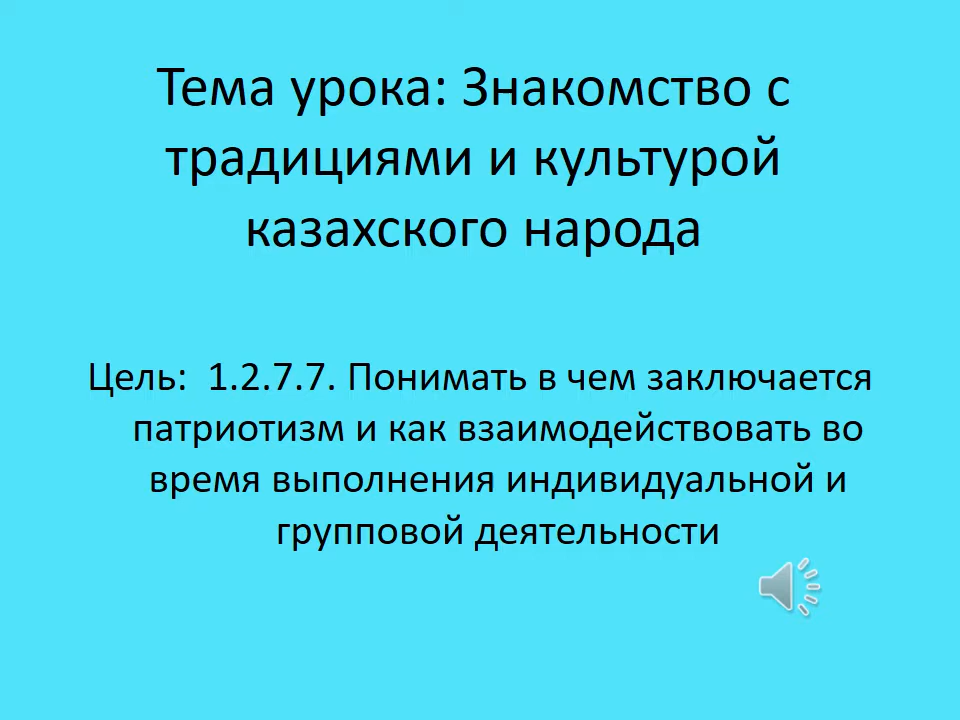 Тема урока: Знакомство с
традициями и культурой
казахского народа
Цель:  1.2.7.7. Понимать в чем заключается
патриотизм и как взаимодействовать во
время выполнения индивидуальной и
групповой деятельности